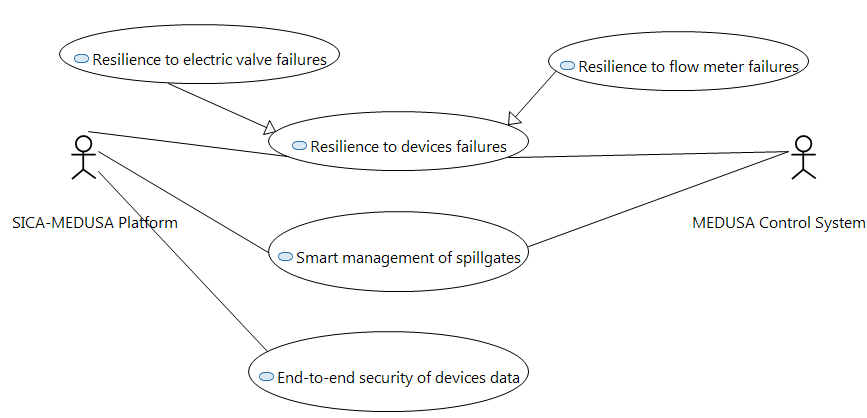 Resilience to electric valve failures
Resilience to flow meter failures
Resilience to devices failures
SICA-MEDUSA Platform
MEDUSA Control System
Smart management of spillgates
End-to-end security of devices data